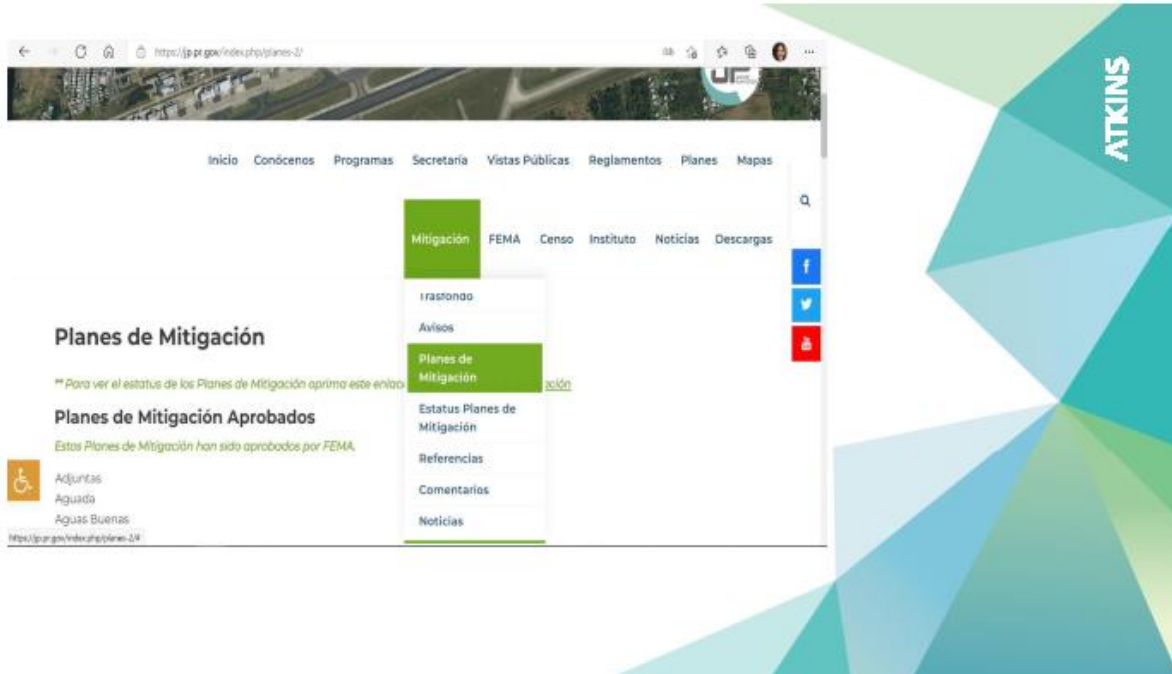 https://jp.pr.gov/index.php/planes-2/
JP
ATKINS
Inicio Conócenos Programas Secretaría Vistas Públicas Reglamentos Planes Mapas
Mitigación FEMA Censo Instituto Noticias Descargas
Trasfondo
Avisos
Planes de
Mitigación
Estatus Planes de
Mitigación
Referencias
Comentarios
Noticias
Planes de Mitigación
** Para ver el estatus de los Planes de Mitigación oprima este enlac ación
Planes de Mitigación Aprobados
Estos Planes de Mitigación han sido aprobados por FEMA.
Adjuntas
Aguada
Aguas Buenas
https://jp.pr.gov/index.php/planes-2/#